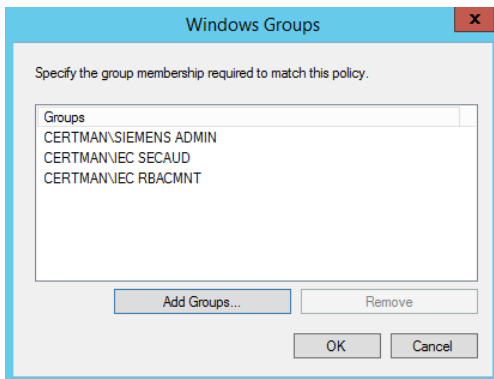 Windows Groups
x
Specify the group membership required to match this policy.
Groups
CERTMAN\SIEMENS ADMIN
CERTMAN\IEC SECAUD
CERTMAN\IEC RBACMNT
Add Groups...
Remove
OK
Cancel